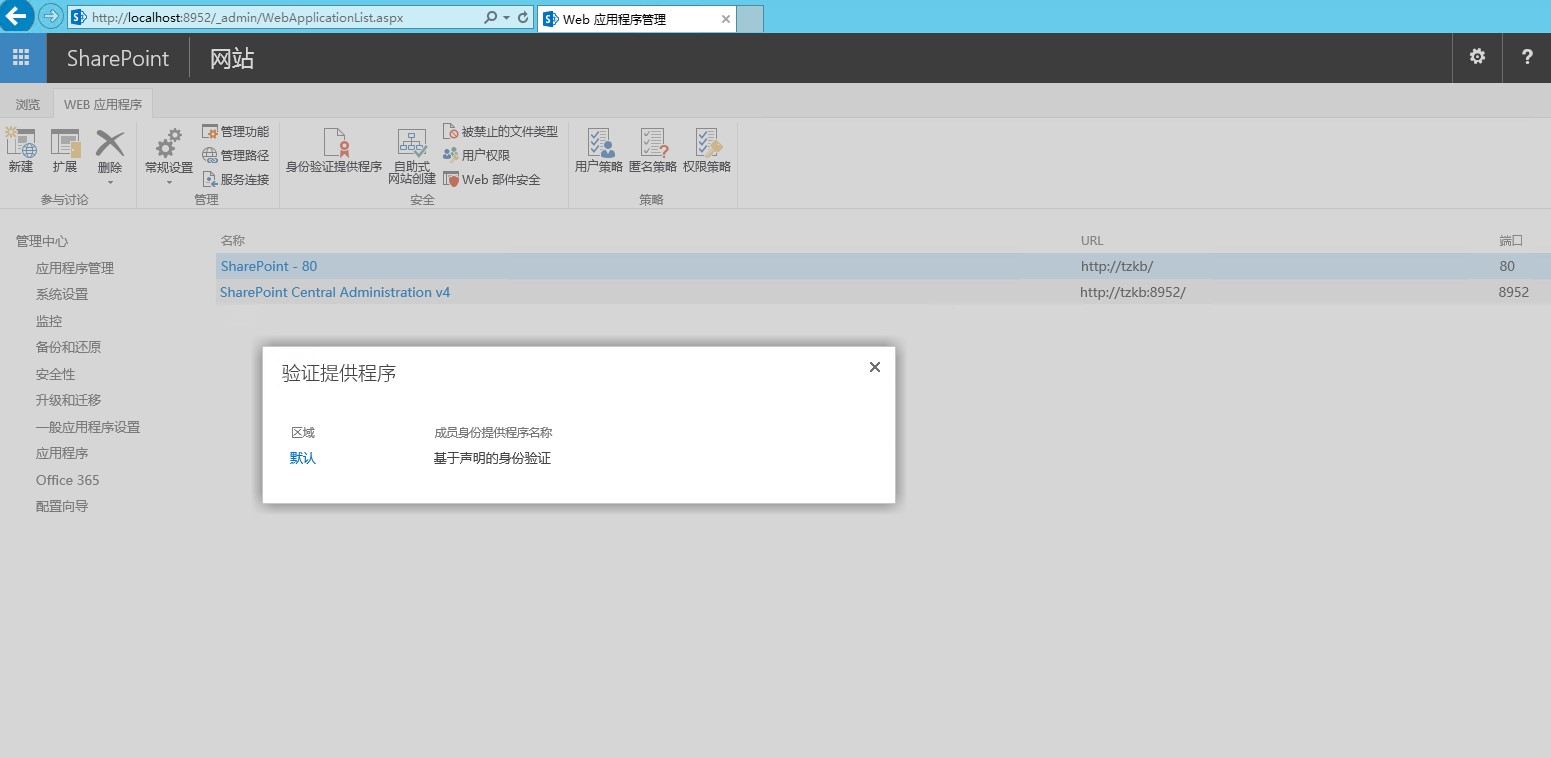 http://localhost:8952/_admin/WebApplicationList.aspx
Web 应用程序管理
SharePoint 网站
浏览 WEB 应用程序
新建 扩展 删除 常规设置 管理功能 管理路径 服务连接 身份验证提供程序 自助式 网站创建 被禁止的文件类型 用户权限 Web 部件安全 用户策略 匿名策略 权限策略
参与讨论 管理 安全 策略
管理中心
应用程序管理
系统设置
监控
备份和还原
安全性
升级和迁移
一般应用程序设置
应用程序
Office 365
配置向导
名称 URL 端口
SharePoint - 80 http://tzkb/ 80
SharePoint Central Administration v4 http://tzkb:8952/ 8952
验证提供程序
区域 成员身份提供程序名称
默认 基于声明的身份验证